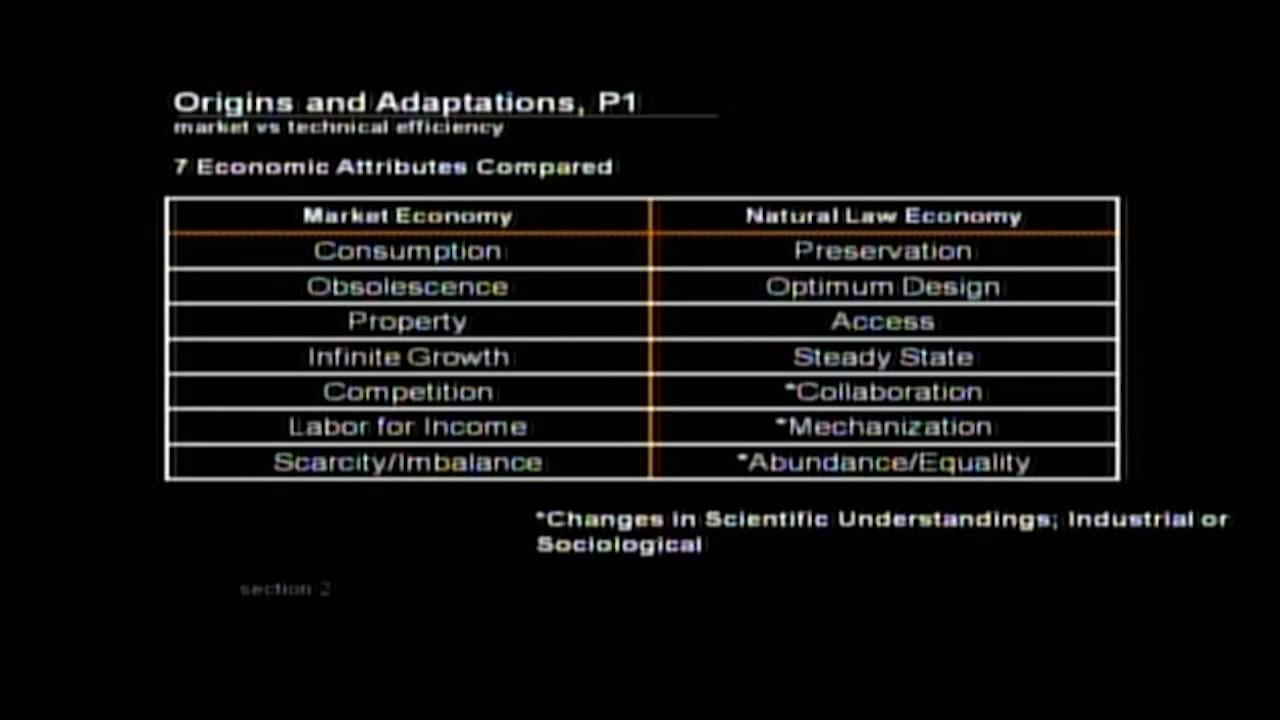 Origins and Adaptations, P1
market vs technical efficiency
7 Economic Attributes Compared
Market Economy Natural Law Economy
Consumption Preservation
Obsolescence Optimum Design
Property Access
Infinite Growth Steady State
Competition *Collaboration
Labor for Income *Mechanization
Scarcity/Imbalance *Abundance/Equality
*Changes in Scientific Understandings; Industrial or
Sociological
section 2